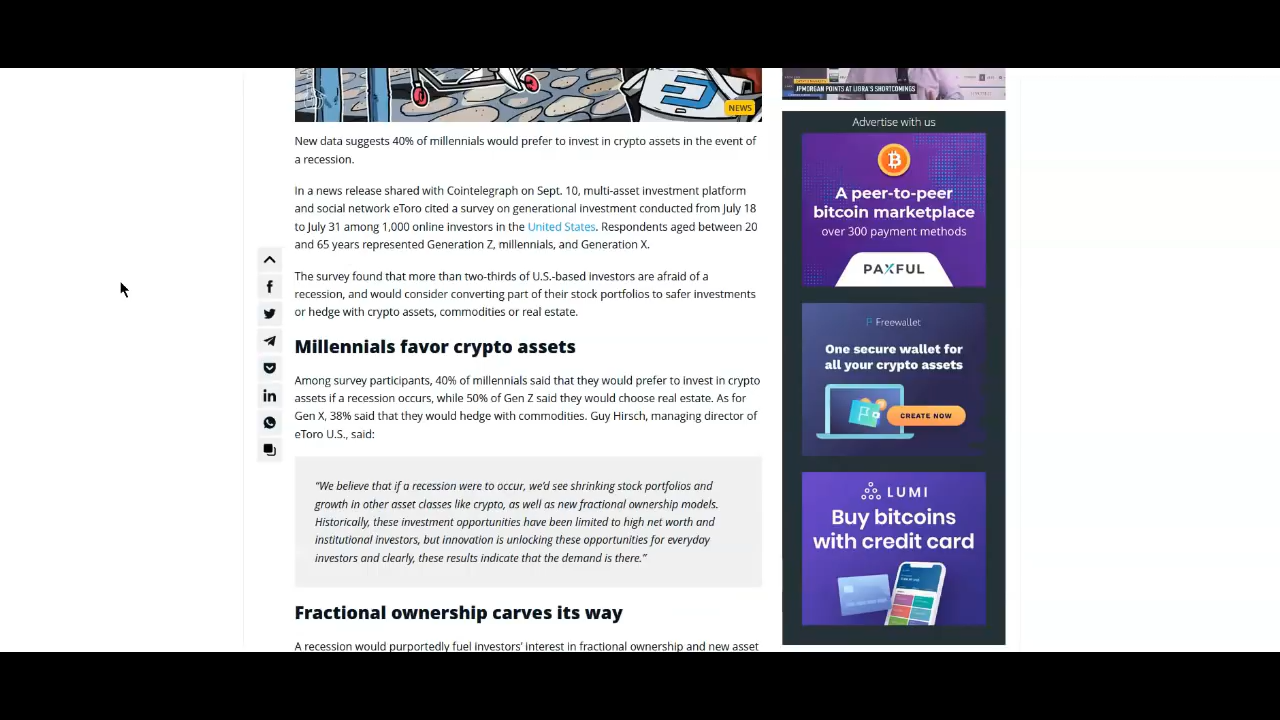 NEWS
New data suggests 40% of millennials would prefer to invest in crypto assets in the event of
a recession.
In a news release shared with Cointelegraph on Sept. 10, multi-asset investment platform
and social network eToro cited a survey on generational investment conducted from July 18
to July 31 among 1,000 online investors in the United States. Respondents aged between 20
and 65 years represented Generation Z, millennials, and Generation X.
The survey found that more than two-thirds of U.S.-based investors are afraid of a
recession, and would consider converting part of their stock portfolios to safer investments
or hedge with crypto assets, commodities or real estate.
Millennials favor crypto assets
Among survey participants, 40% of millennials said that they would prefer to invest in crypto
assets if a recession occurs, while 50% of Gen Z said they would choose real estate. As for
Gen X, 38% said that they would hedge with commodities. Guy Hirsch, managing director of
eToro U.S., said:
“We believe that if a recession were to occur, we’d see shrinking stock portfolios and
growth in other asset classes like crypto, as well as new fractional ownership models.
Historically, these investment opportunities have been limited to high net worth and
institutional investors, but innovation is unlocking these opportunities for everyday
investors and clearly, these results indicate that the demand is there.”
Fractional ownership carves its way
A recession would purportedly fuel investors’ interest in fractional ownership and new asset
JPMORGAN POINTS AT LIBRA'S SHORTCOMINGS
Advertise with us
A peer-to-peer
bitcoin marketplace
over 300 payment methods
PAXFUL
Freewallet
One secure wallet for
all your crypto assets
CREATE NOW
LUMI
Buy bitcoins
with credit card